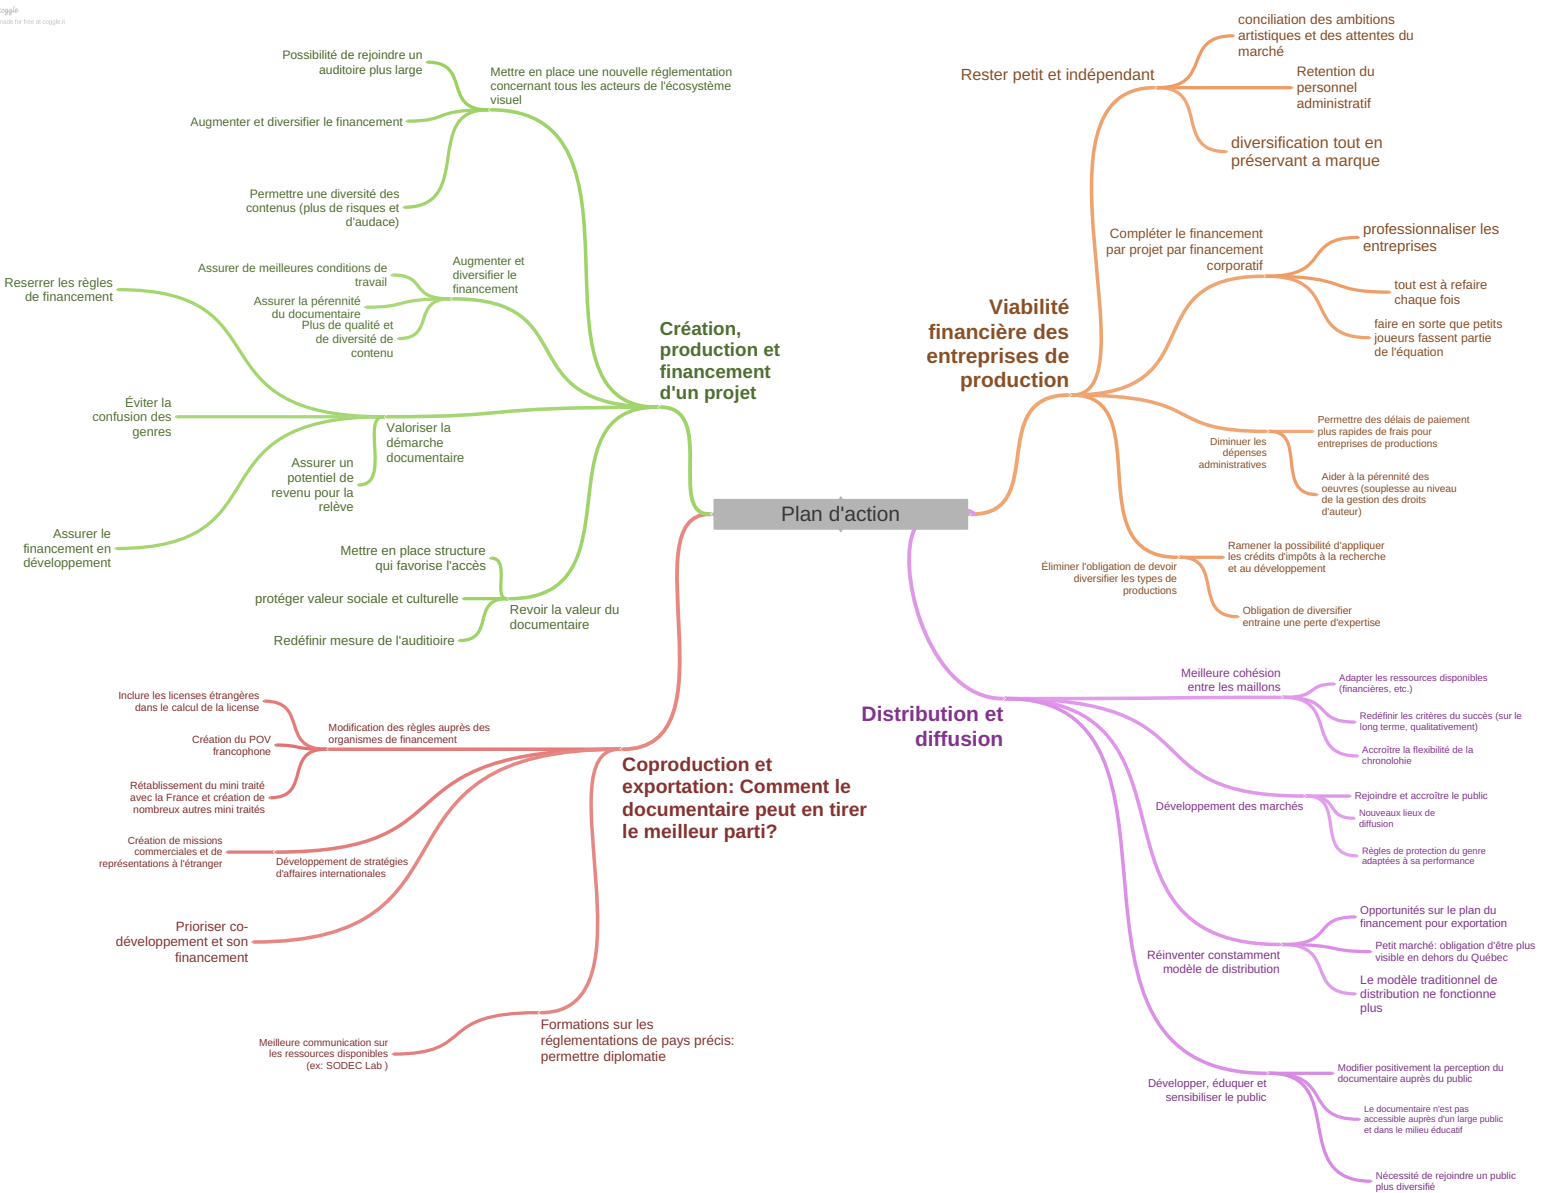 coggle
made for free at coggle.it
Plan d'action
Création,
production et
financement
d'un projet
Mettre en place une nouvelle réglementation
concernant tous les acteurs de l'écosystème
visuel
Possibilité de rejoindre un
auditoire plus large
Augmenter et diversifier le financement
Permettre une diversité des
contenus (plus de risques et
d'audace)
Augmenter et
diversifier le
financement
Assurer de meilleures conditions de
travail
Assurer la pérennité
du documentaire
Plus de qualité et
de diversité de
contenu
Valoriser la
démarche
documentaire
Reserrer les règles
de financement
Éviter la
confusion des
genres
Assurer un
potentiel de
revenu pour la
relève
Assurer le
financement en
développement
Revoir la valeur du
documentaire
Mettre en place structure
qui favorise l'accès
protéger valeur sociale et culturelle
Redéfinir mesure de l'auditioire
Coproduction et
exportation: Comment le
documentaire peut en tirer
le meilleur parti?
Modification des règles auprès des
organismes de financement
Inclure les licenses étrangères
dans le calcul de la license
Création du POV
francophone
Rétablissement du mini traité
avec la France et création de
nombreux autres mini traités
Développement de stratégies
d'affaires internationales
Création de missions
commerciales et de
représentations à l'étranger
Prioriser co-
développement et son
financement
Formations sur les
réglementations de pays précis:
permettre diplomatie
Meilleure communication sur
les ressources disponibles
(ex: SODEC Lab )
Viabilité
financière des
entreprises de
production
Rester petit et indépendant
conciliation des ambitions
artistiques et des attentes du
marché
Retention du
personnel
administratif
diversification tout en
préservant a marque
Compléter le financement
par projet par financement
corporatif
professionnaliser les
entreprises
tout est à refaire
chaque fois
faire en sorte que petits
joueurs fassent partie
de l'équation
Diminuer les
dépenses
administratives
Permettre des délais de paiement
plus rapides de frais pour
entreprises de productions
Aider à la pérennité des
oeuvres (souplesse au niveau
de la gestion des droits
d'auteur)
Éliminer l'obligation de devoir
diversifier les types de
productions
Ramener la possibilité d'appliquer
les crédits d'impôts à la recherche
et au développement
Obligation de diversifier
entraine une perte d'expertise
Distribution et
diffusion
Meilleure cohésion
entre les maillons
Adapter les ressources disponibles
(financières, etc.)
Redéfinir les critères du succès (sur le
long terme, qualitativement)
Accroître la flexibilité de la
chronolohie
Développement des marchés
Rejoindre et accroître le public
Nouveaux lieux de
diffusion
Règles de protection du genre
adaptées à sa performance
Réinventer constamment
modèle de distribution
Opportunités sur le plan du
financement pour exportation
Petit marché: obligation d'être plus
visible en dehors du Québec
Le modèle traditionnel de
distribution ne fonctionne
plus
Développer, éduquer et
sensibiliser le public
Modifier positivement la perception du
documentaire auprès du public
Le documentaire n'est pas
accessible auprès d'un large public
et dans le milieu éducatif
Nécessité de rejoindre un public
plus diversifié